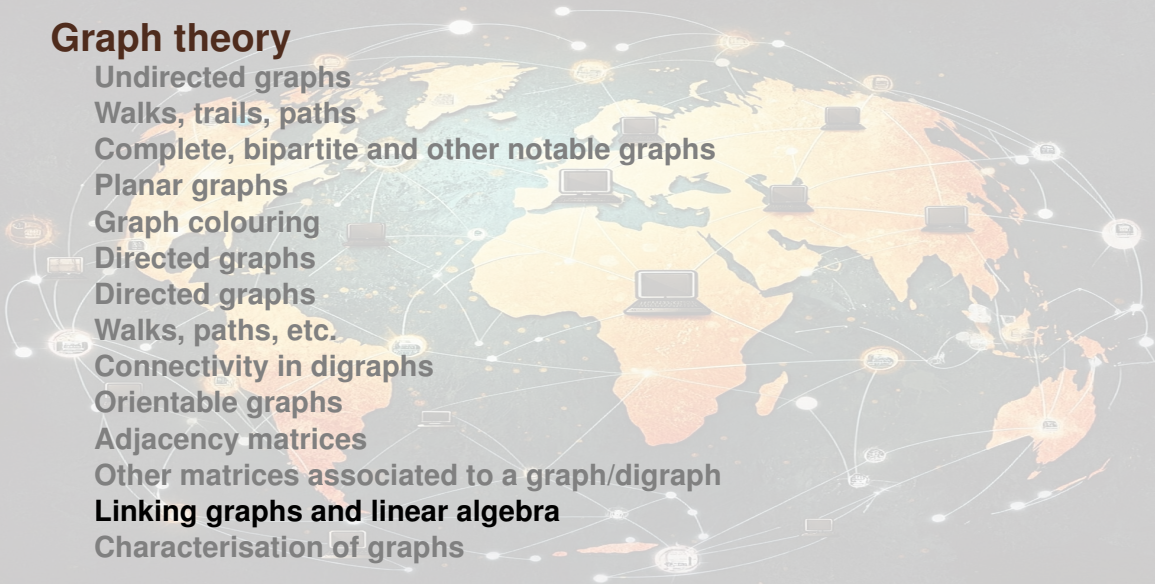 Graph theory
Undirected graphs
Walks, trails, paths
Complete, bipartite and other notable graphs
Planar graphs
Graph colouring
Directed graphs
Directed graphs
Walks, paths, etc.
Connectivity in digraphs
Orientable graphs
Adjacency matrices
Other matrices associated to a graph/digraph
Linking graphs and linear algebra
Characterisation of graphs